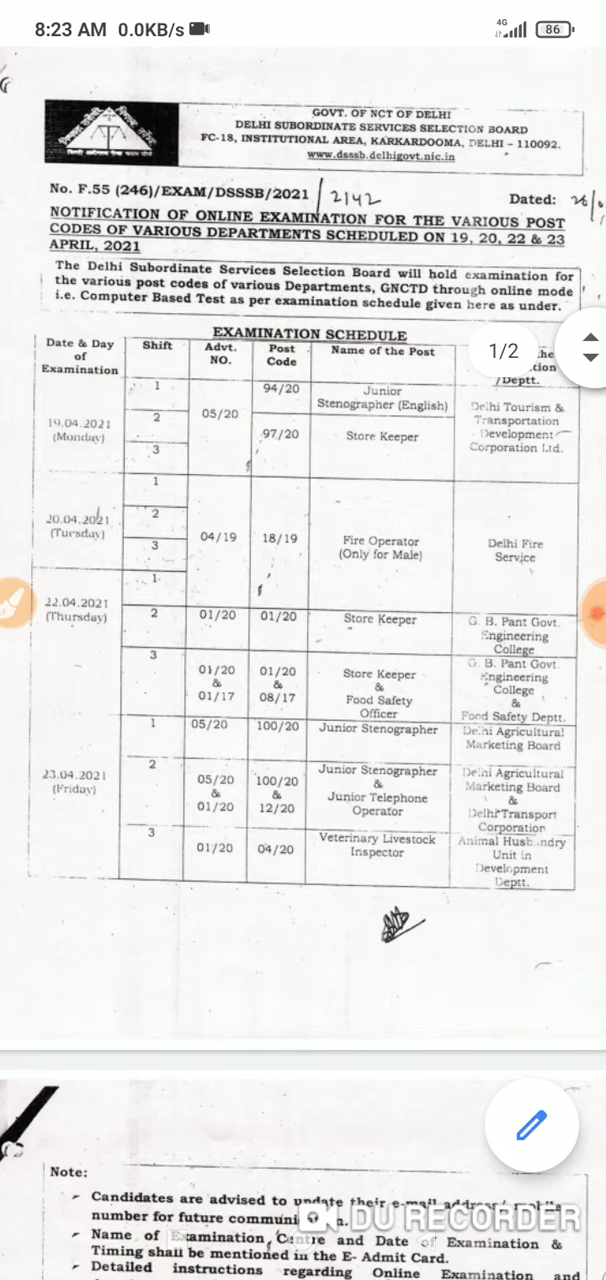 8:23 AM 0.0KB/s 4G 86
GOVT. OF NCT OF DELHI
DELHI SUBORDINATE SERVICES SELECTION BOARD
FC-18, INSTITUTIONAL AREA, KARKARDOOMA, DELHI – 110092.
www.dsssb.delhigovt.nic.in
No. F.55 (246)/EXAM/DSSSB/2021/2142 Dated: 26/0
NOTIFICATION OF ONLINE EXAMINATION FOR THE VARIOUS POST
CODES OF VARIOUS DEPARTMENTS SCHEDULED ON 19, 20, 22 & 23
APRIL, 2021
The Delhi Subordinate Services Selection Board will hold examination for
the various post codes of various Departments, GNCTD through online mode
i.e. Computer Based Test as per examination schedule given here as under.
EXAMINATION SCHEDULE
Date & Day of Examination
Shift
Advt. NO.
Post Code
Name of the Post
/Deptt.
1/2
19.04.2021 (Monday)
1
05/20
94/20
Junior Stenographer (English)
Delhi Tourism & Transportation Development Corporation Ltd.
2
97/20
Store Keeper
3
20.04.2021 (Tuesday)
1
2
3
04/19
18/19
Fire Operator (Only for Male)
Delhi Fire Service
22.04.2021 (Thursday)
1
2
01/20
01/20
Store Keeper
G. B. Pant Govt. Engineering College
3
01/20 & 01/17
01/20 & 08/17
Store Keeper & Food Safety Officer
G. B. Pant Govt. Engineering College & Food Safety Deptt.
23.04.2021 (Friday)
1
05/20
100/20
Junior Stenographer
Delhi Agricultural Marketing Board
2
05/20 & 01/20
100/20 & 12/20
Junior Stenographer & Junior Telephone Operator
Delhi Agricultural Marketing Board & Delhi Transport Corporation
3
01/20
04/20
Veterinary Livestock Inspector
Animal Husbandry Unit in Development Deptt.
Note:
➢ Candidates are advised to update their e-mail address/ mobile
number for future
➢ Name of Examination Centre and Date of Examination &
Timing shall be mentioned in the E- Admit Card.
➢ Detailed instructions regarding Online Examination and
DU RECORDER